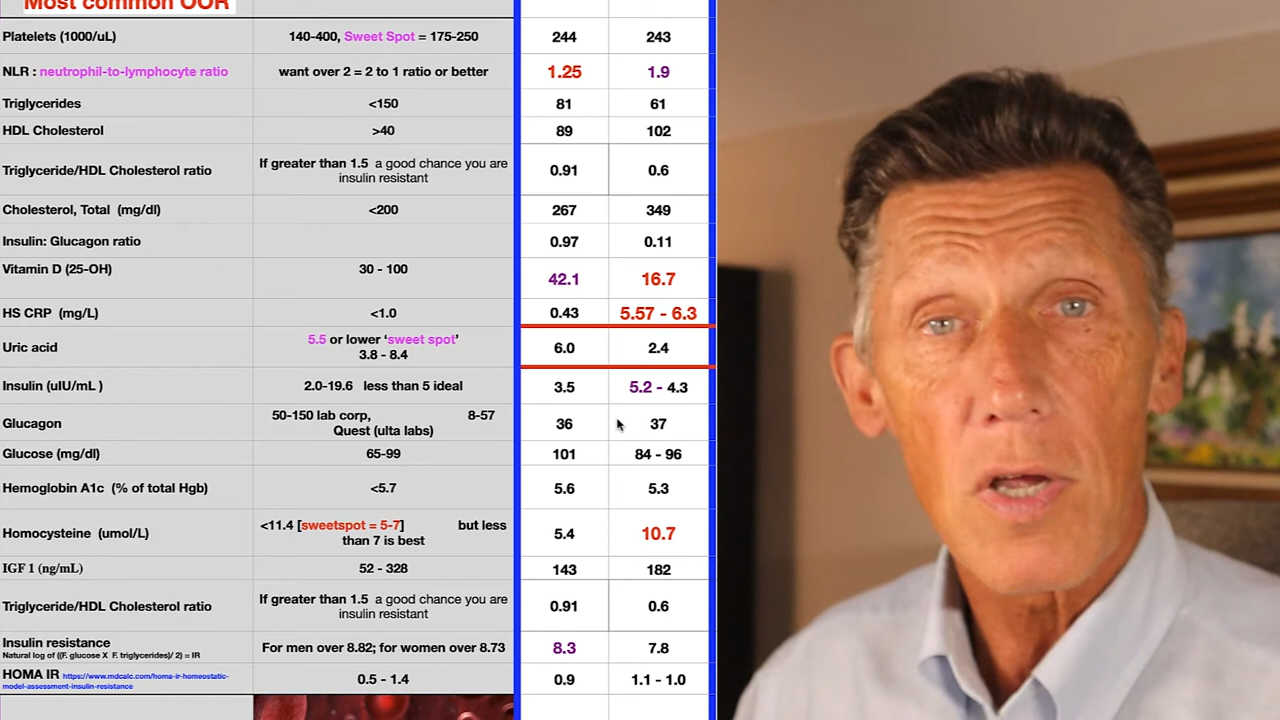 Most common OOR
Platelets (1000/uL) 140-400, Sweet Spot = 175-250 244 243
NLR : neutrophil-to-lymphocyte ratio want over 2 = 2 to 1 ratio or better 1.25 1.9
Triglycerides <150 81 61
HDL Cholesterol >40 89 102
Triglyceride/HDL Cholesterol ratio If greater than 1.5 a good chance you are
insulin resistant 0.91 0.6
Cholesterol, Total (mg/dl) <200 267 349
Insulin: Glucagon ratio 0.97 0.11
Vitamin D (25-OH) 30 - 100 42.1 16.7
HS CRP (mg/L) <1.0 0.43 5.57 - 6.3
Uric acid 5.5 or lower ‘sweet spot’
3.8 - 8.4 6.0 2.4
Insulin (uIU/mL ) 2.0-19.6 less than 5 ideal 3.5 5.2 - 4.3
Glucagon 50-150 lab corp, 8-57
Quest (ulta labs) 36 37
Glucose (mg/dl) 65-99 101 84 - 96
Hemoglobin A1c (% of total Hgb) <5.7 5.6 5.3
Homocysteine (umol/L) <11.4 [sweetspot = 5-7] but less
than 7 is best 5.4 10.7
IGF 1 (ng/mL) 52 - 328 143 182
Triglyceride/HDL Cholesterol ratio If greater than 1.5 a good chance you are
insulin resistant 0.91 0.6
Insulin resistance
Natural log of ((F. glucose X F. triglycerides)/ 2) = IR For men over 8.82; for women over 8.73 8.3 7.8
HOMA IR https://www.mdcalc.com/homa-ir-homeostatic-
model-assessment-insulin-resistance 0.5 - 1.4 0.9 1.1 - 1.0